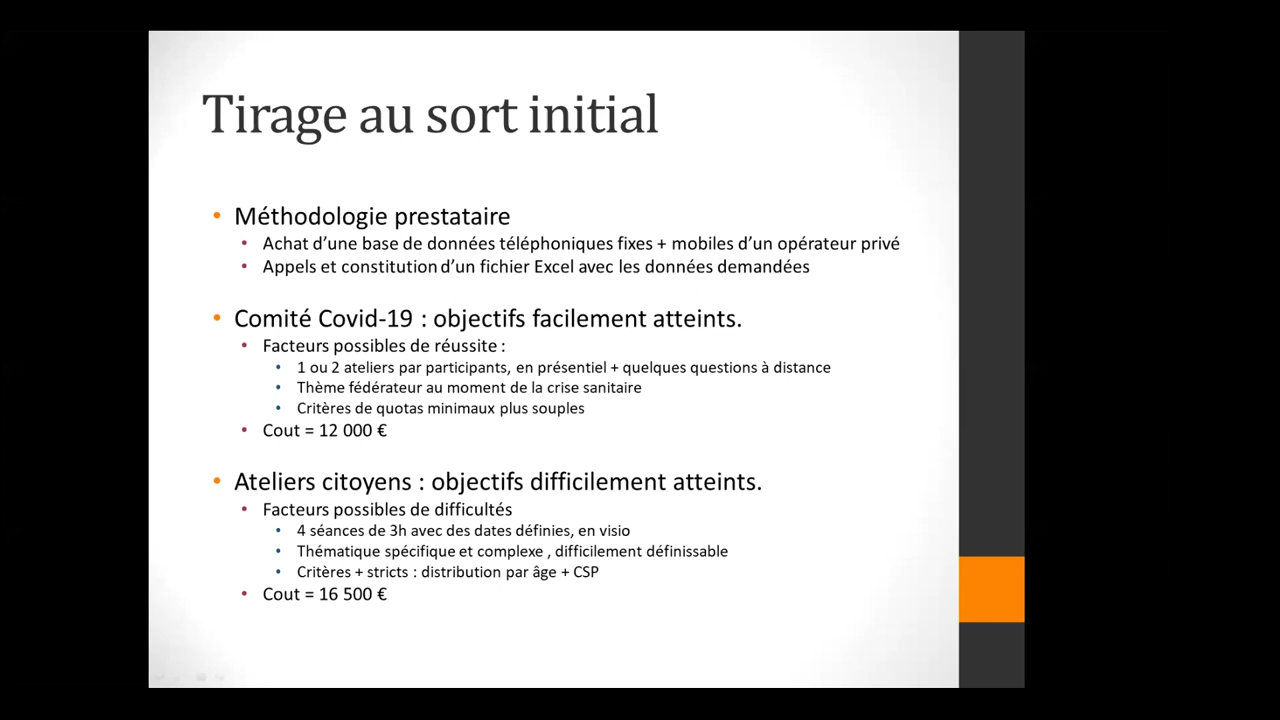 Tirage au sort initial
• Méthodologie prestataire
• Achat d’une base de données téléphoniques fixes + mobiles d’un opérateur privé
• Appels et constitution d’un fichier Excel avec les données demandées
• Comité Covid-19 : objectifs facilement atteints.
• Facteurs possibles de réussite :
• 1 ou 2 ateliers par participants, en présentiel + quelques questions à distance
• Thème fédérateur au moment de la crise sanitaire
• Critères de quotas minimaux plus souples
• Cout = 12 000 €
• Ateliers citoyens : objectifs difficilement atteints.
• Facteurs possibles de difficultés
• 4 séances de 3h avec des dates définies, en visio
• Thématique spécifique et complexe , difficilement définissable
• Critères + stricts : distribution par âge + CSP
• Cout = 16 500 €